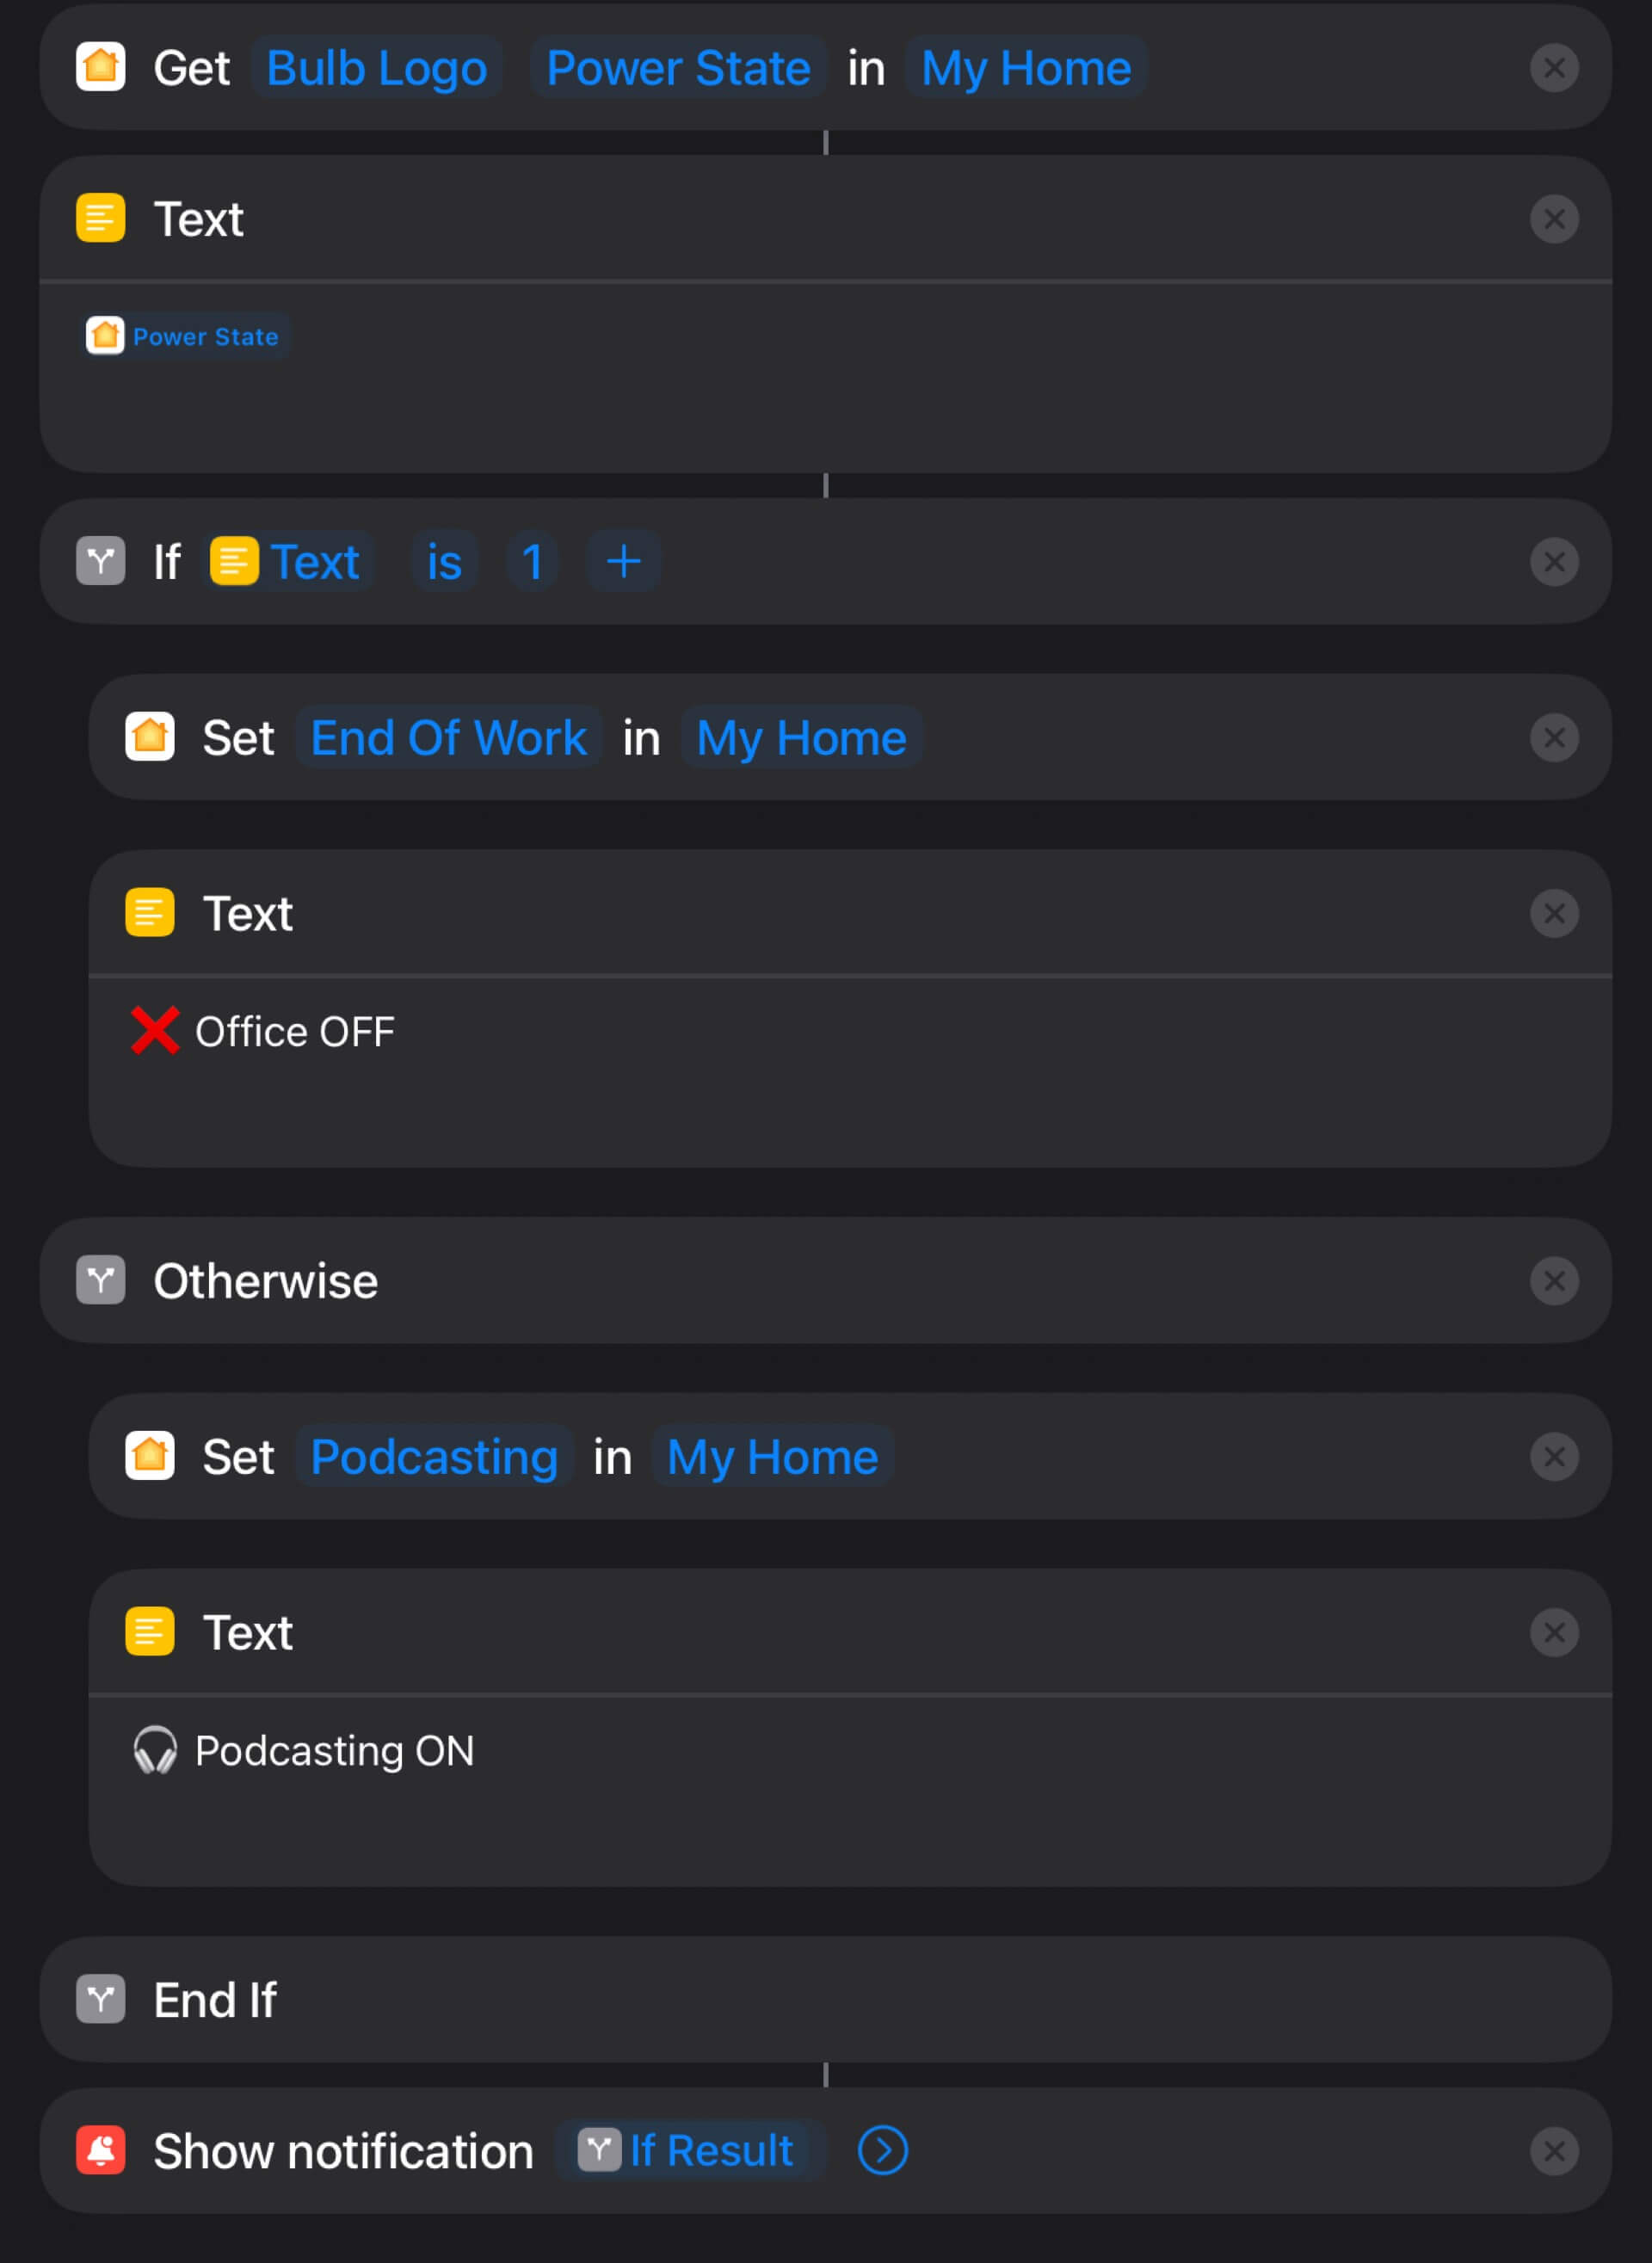 Get Bulb Logo Power State in My Home
Text
Power State
If Text is 1 +
Set End Of Work in My Home
Text
❌ Office OFF
Otherwise
Set Podcasting in My Home
Text
🎧 Podcasting ON
End If
Show notification If Result